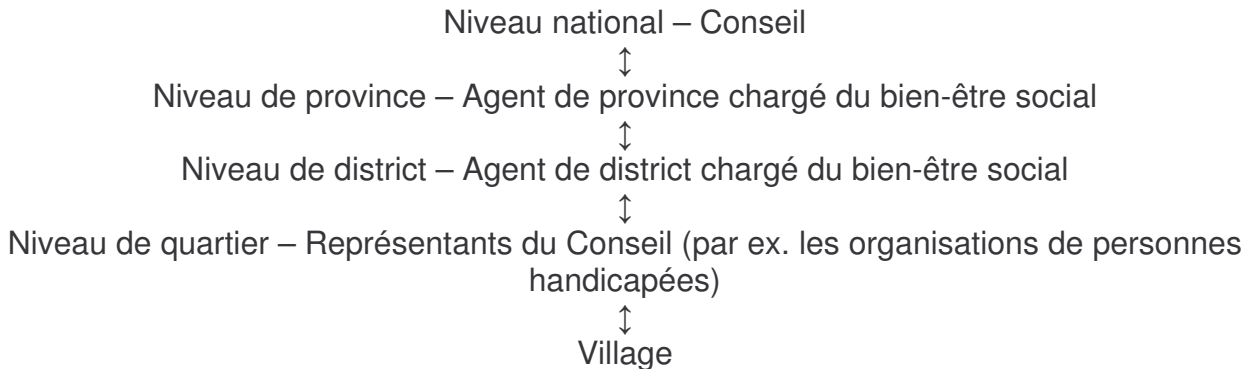 Niveau national – Conseil
↕
Niveau de province – Agent de province chargé du bien-être social
↕
Niveau de district – Agent de district chargé du bien-être social
↕
Niveau de quartier – Représentants du Conseil (par ex. les organisations de personnes
handicapées)
↕
Village